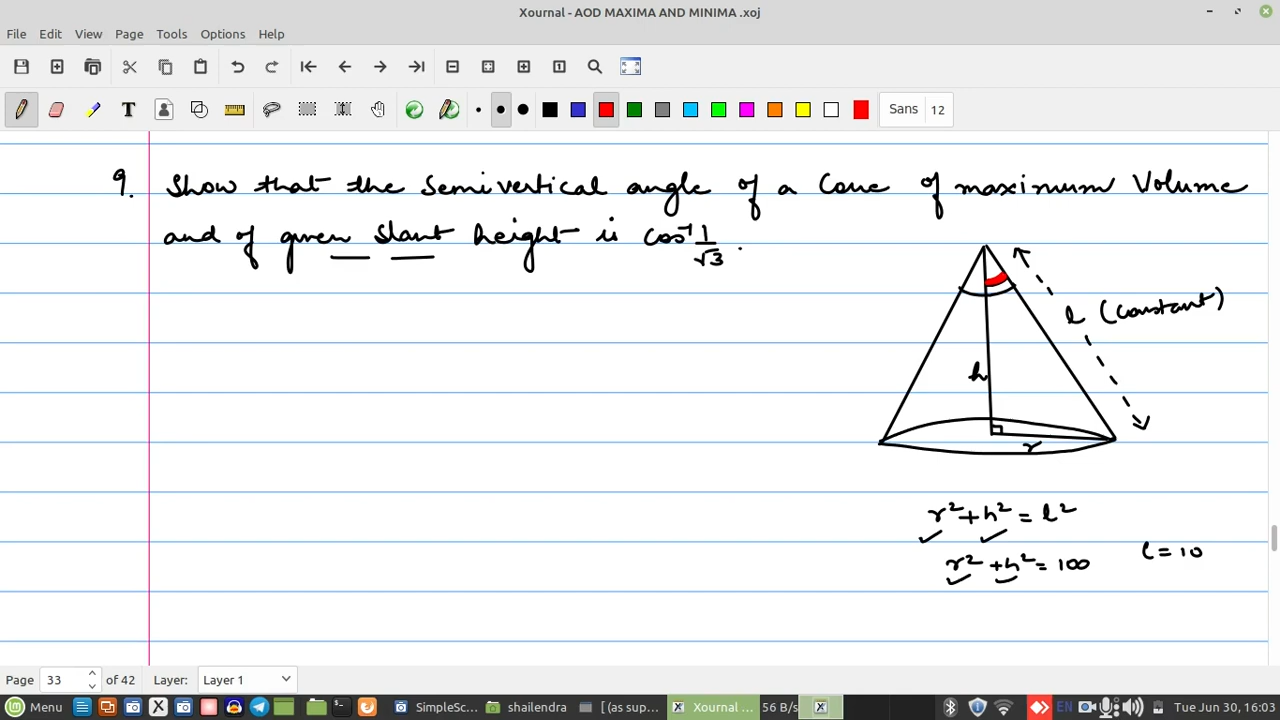 Xournal - AOD MAXIMA AND MINIMA .xoj
File Edit View Page Tools Options Help
Sans 12
9. Show that the semivertical angle of a Cone of maximum Volume
and of given slant height is cos⁻¹ 1/√3 .
l (constant)
h
r
r² + h² = l²
r² + h² = 100 l = 10
Page 33 of 42 Layer: Layer 1
Menu SimpleSc... shailendra [ (as sup... Xournal ... 56 B/s EN Tue Jun 30, 16:03